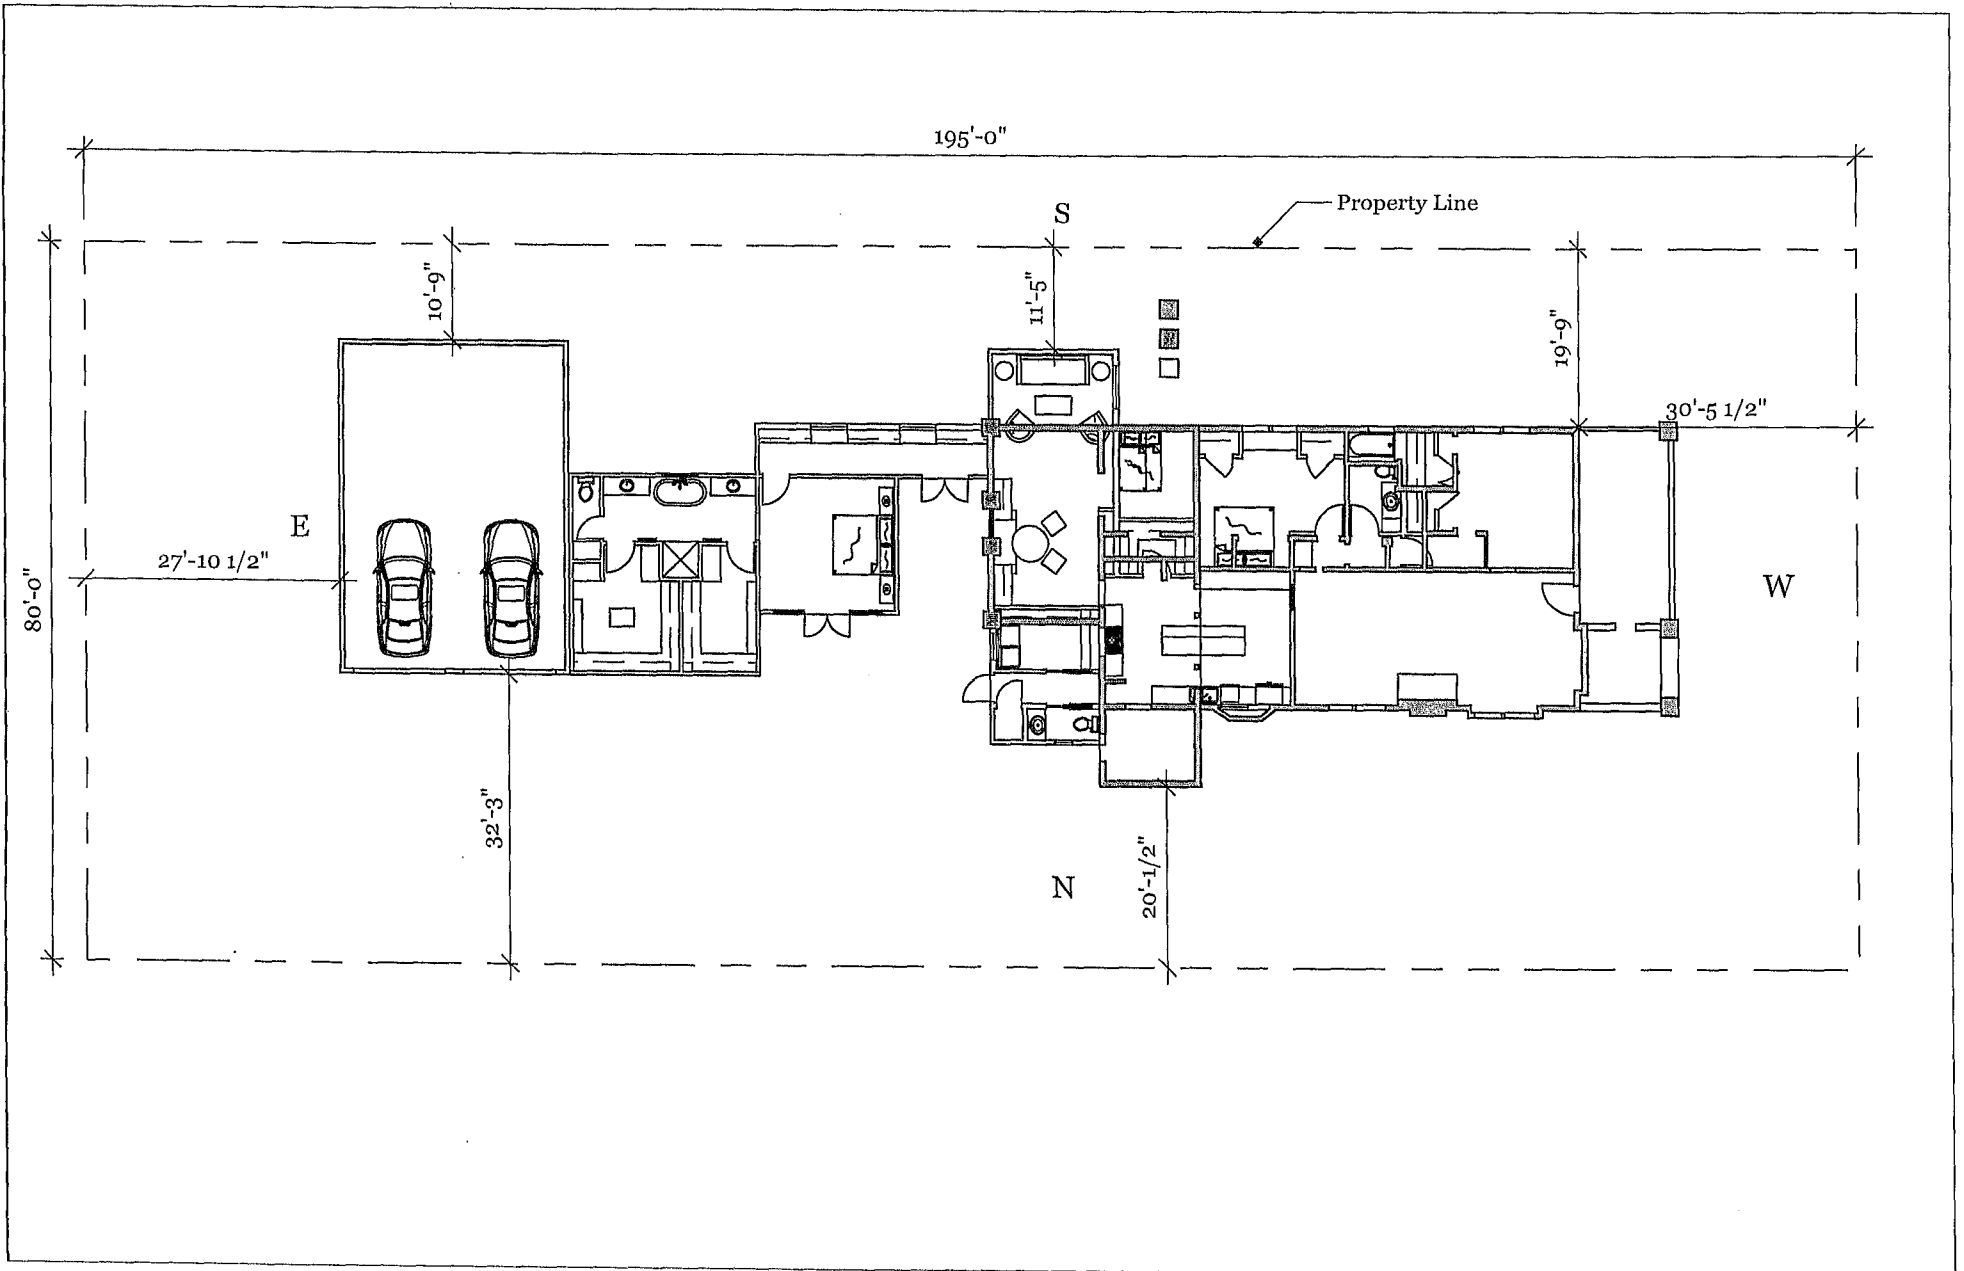 195'-0"
S
Property Line
10'-9"
11'-5"
19'-9"
30'-5 1/2"
E
27'-10 1/2"
80'-0"
W
32'-3"
20'-1/2"
N